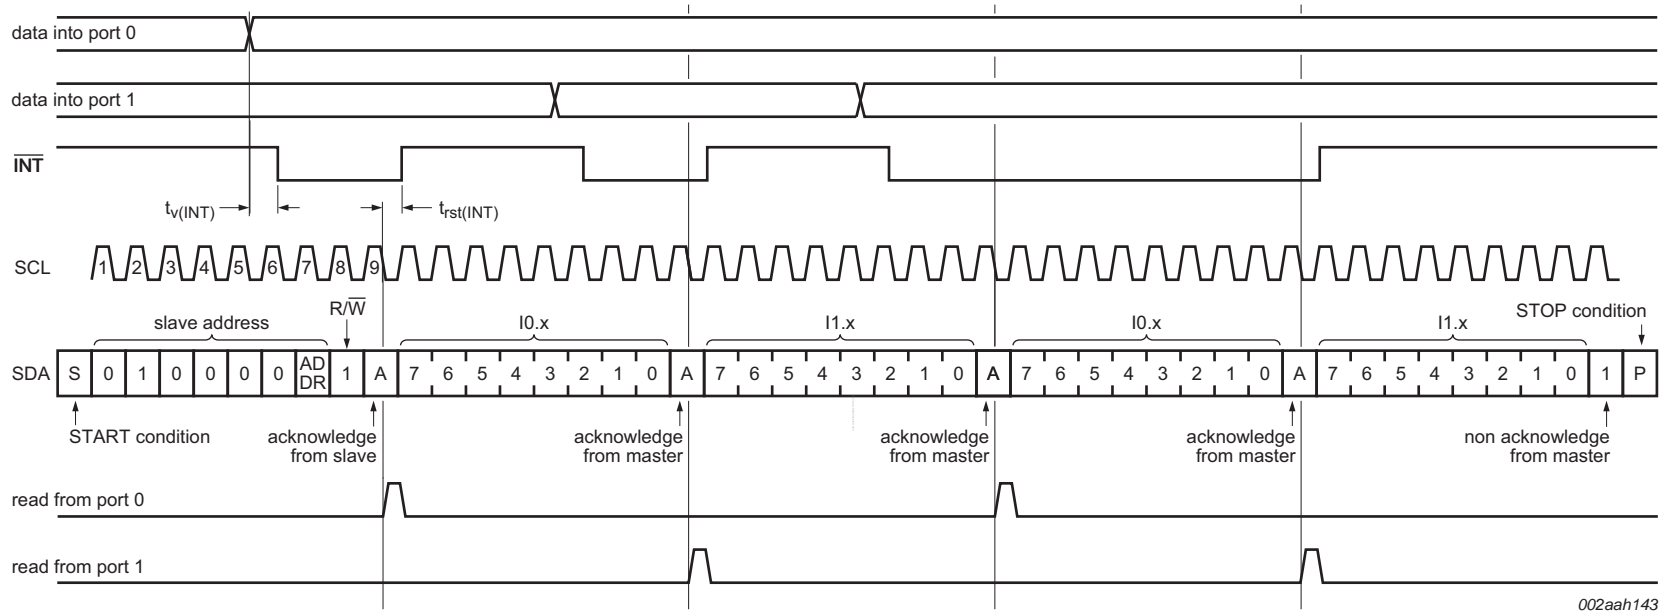 data into port 0
data into port 1
INT
tv(INT)
trst(INT)
SCL
1 2 3 4 5 6 7 8 9
R/W
STOP condition
slave address
I0.x
I1.x
I0.x
I1.x
SDA S 0 1 0 0 0 0 AD DR 1 A 7 6 5 4 3 2 1 0 A 7 6 5 4 3 2 1 0 A 7 6 5 4 3 2 1 0 A 7 6 5 4 3 2 1 0 1 P
START condition
acknowledge
from slave
acknowledge
from master
acknowledge
from master
acknowledge
from master
non acknowledge
from master
read from port 0
read from port 1
002aah143